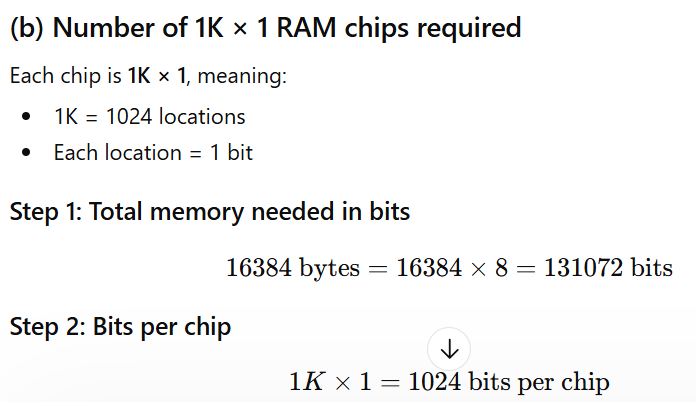 (b) Number of 1K × 1 RAM chips required
Each chip is 1K × 1, meaning:
• 1K = 1024 locations
• Each location = 1 bit
Step 1: Total memory needed in bits
16384 bytes = 16384 × 8 = 131072 bits
Step 2: Bits per chip
1K × 1 = 1024 bits per chip